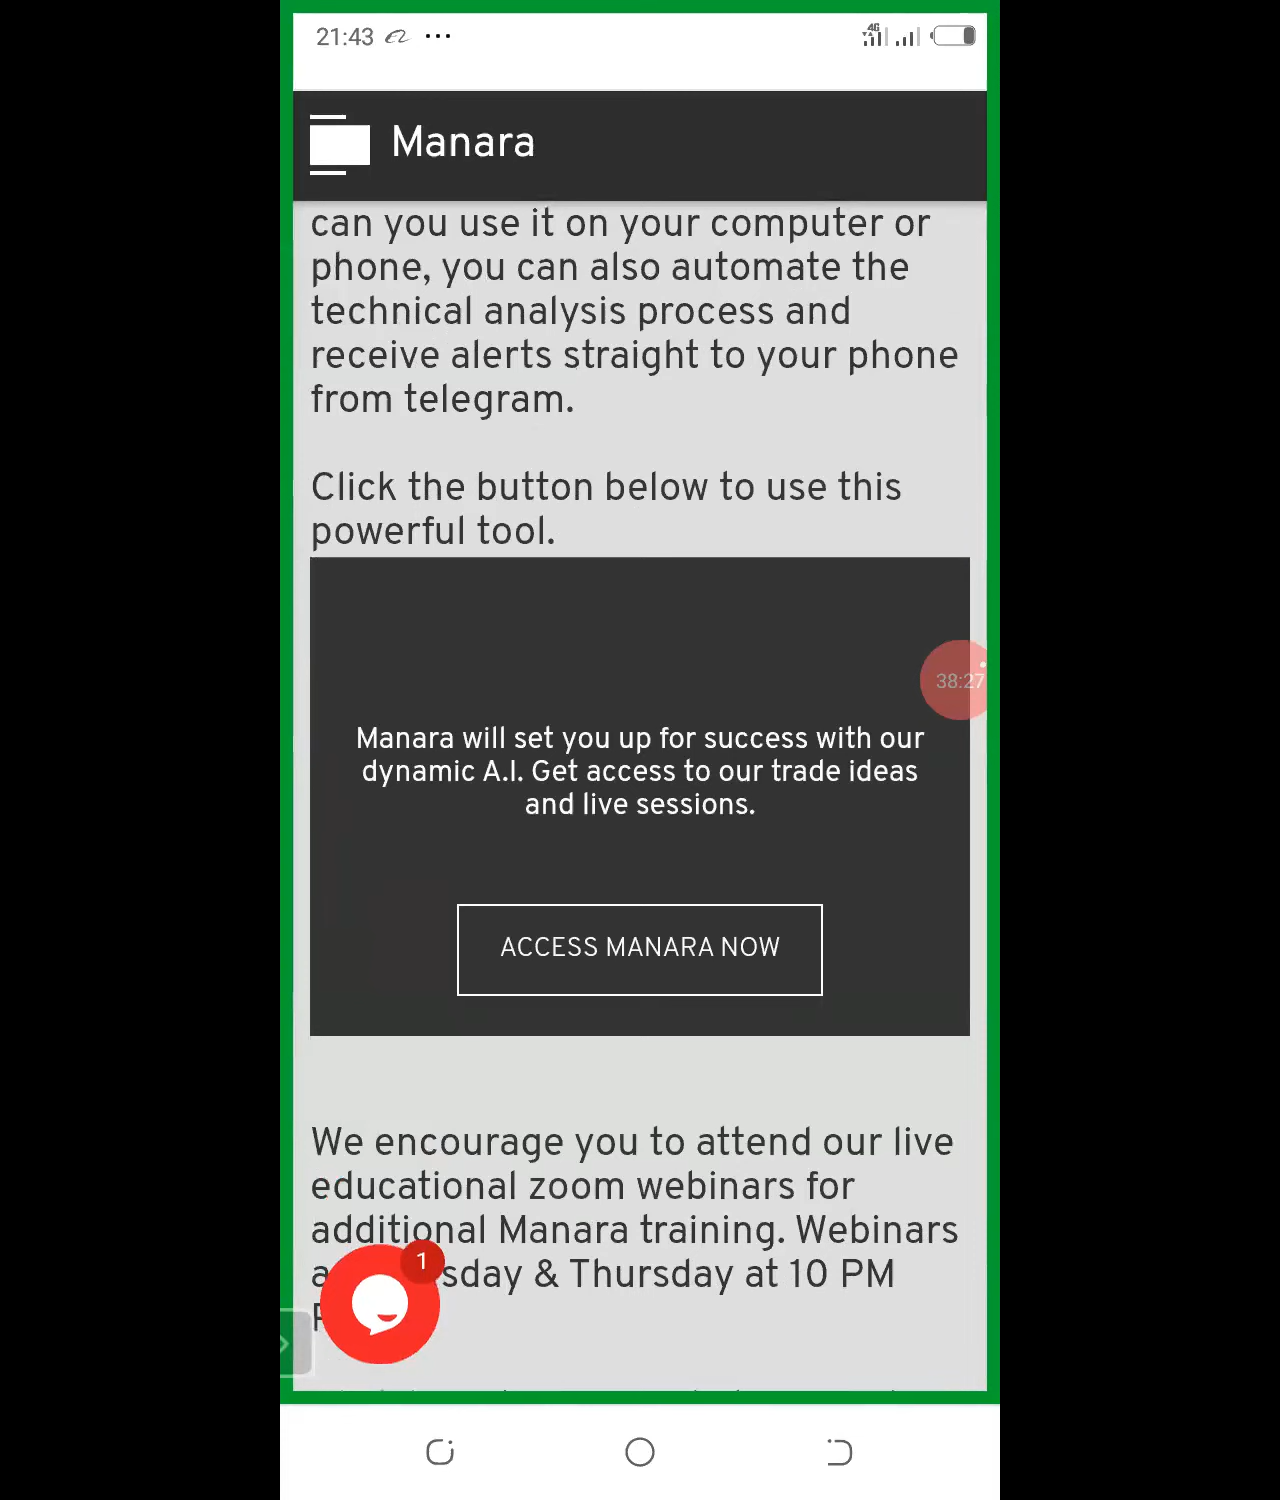 21:43
4G
Manara
can you use it on your computer or
phone, you can also automate the
technical analysis process and
receive alerts straight to your phone
from telegram.
Click the button below to use this
powerful tool.
38:27
Manara will set you up for success with our
dynamic A.I. Get access to our trade ideas
and live sessions.
ACCESS MANARA NOW
We encourage you to attend our live
educational zoom webinars for
additional Manara training. Webinars
sday & Thursday at 10 PM
1